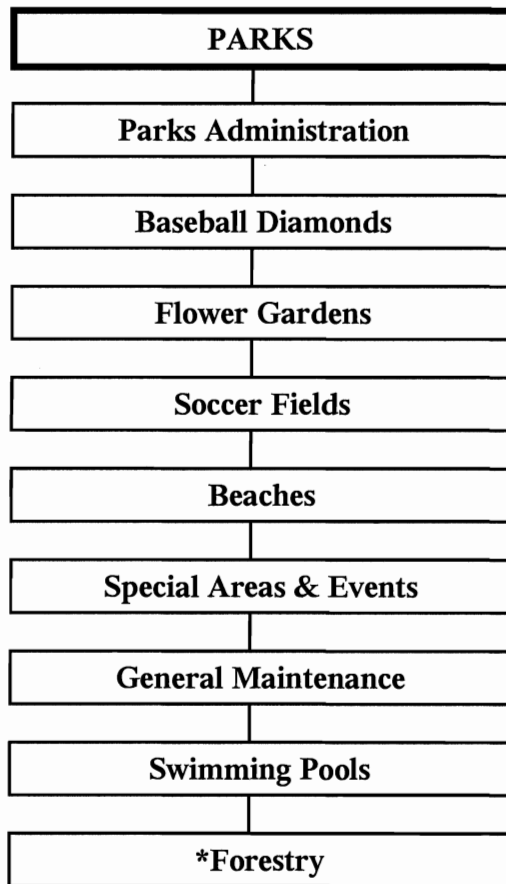 PARKS
Parks Administration
Baseball Diamonds
Flower Gardens
Soccer Fields
Beaches
Special Areas & Events
General Maintenance
Swimming Pools
*Forestry